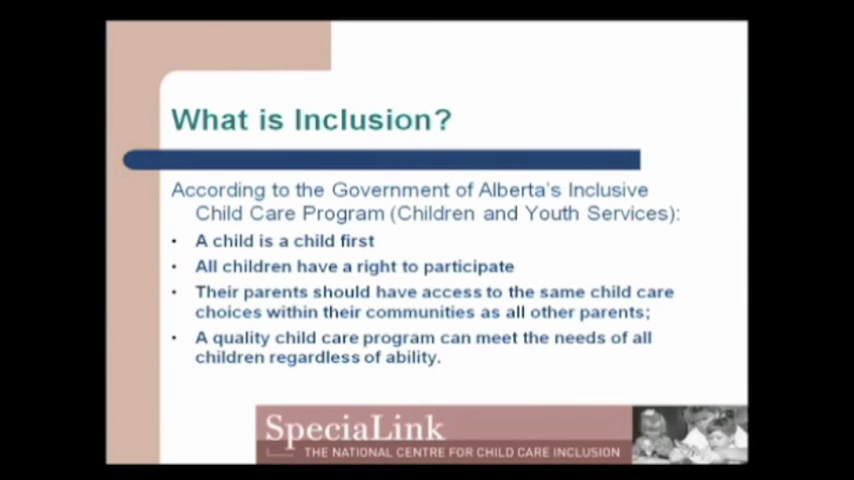 What is Inclusion?
According to the Government of Alberta's Inclusive
Child Care Program (Children and Youth Services):
• A child is a child first
• All children have a right to participate
• Their parents should have access to the same child care
choices within their communities as all other parents;
• A quality child care program can meet the needs of all
children regardless of ability.
SpeciaLink
THE NATIONAL CENTRE FOR CHILD CARE INCLUSION